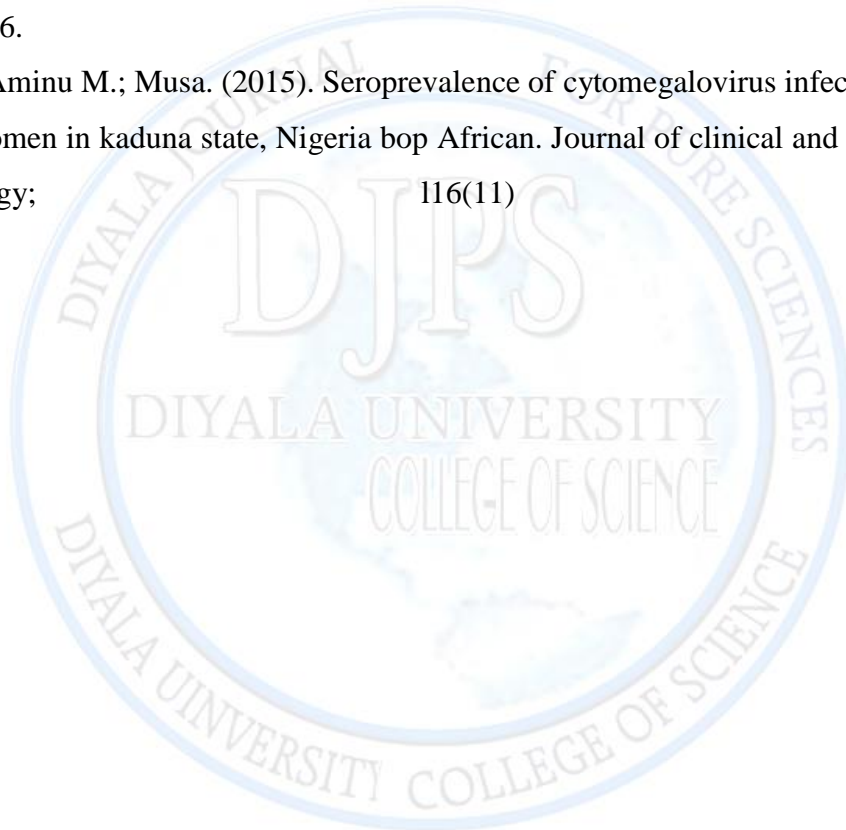 6.
Aminu M.; Musa. (2015). Seroprevalence of cytomegalovirus infec
omen in kaduna state, Nigeria bop African. Journal of clinical and
gy; l16(11)
DIYALA JOURNAL FOR PURE SCIENCES
DJPS
DIYALA UNIVERSITY
COLLEGE OF SCIENCE
DIYALA UINVERSITY COLLEGE OF SCIENCE